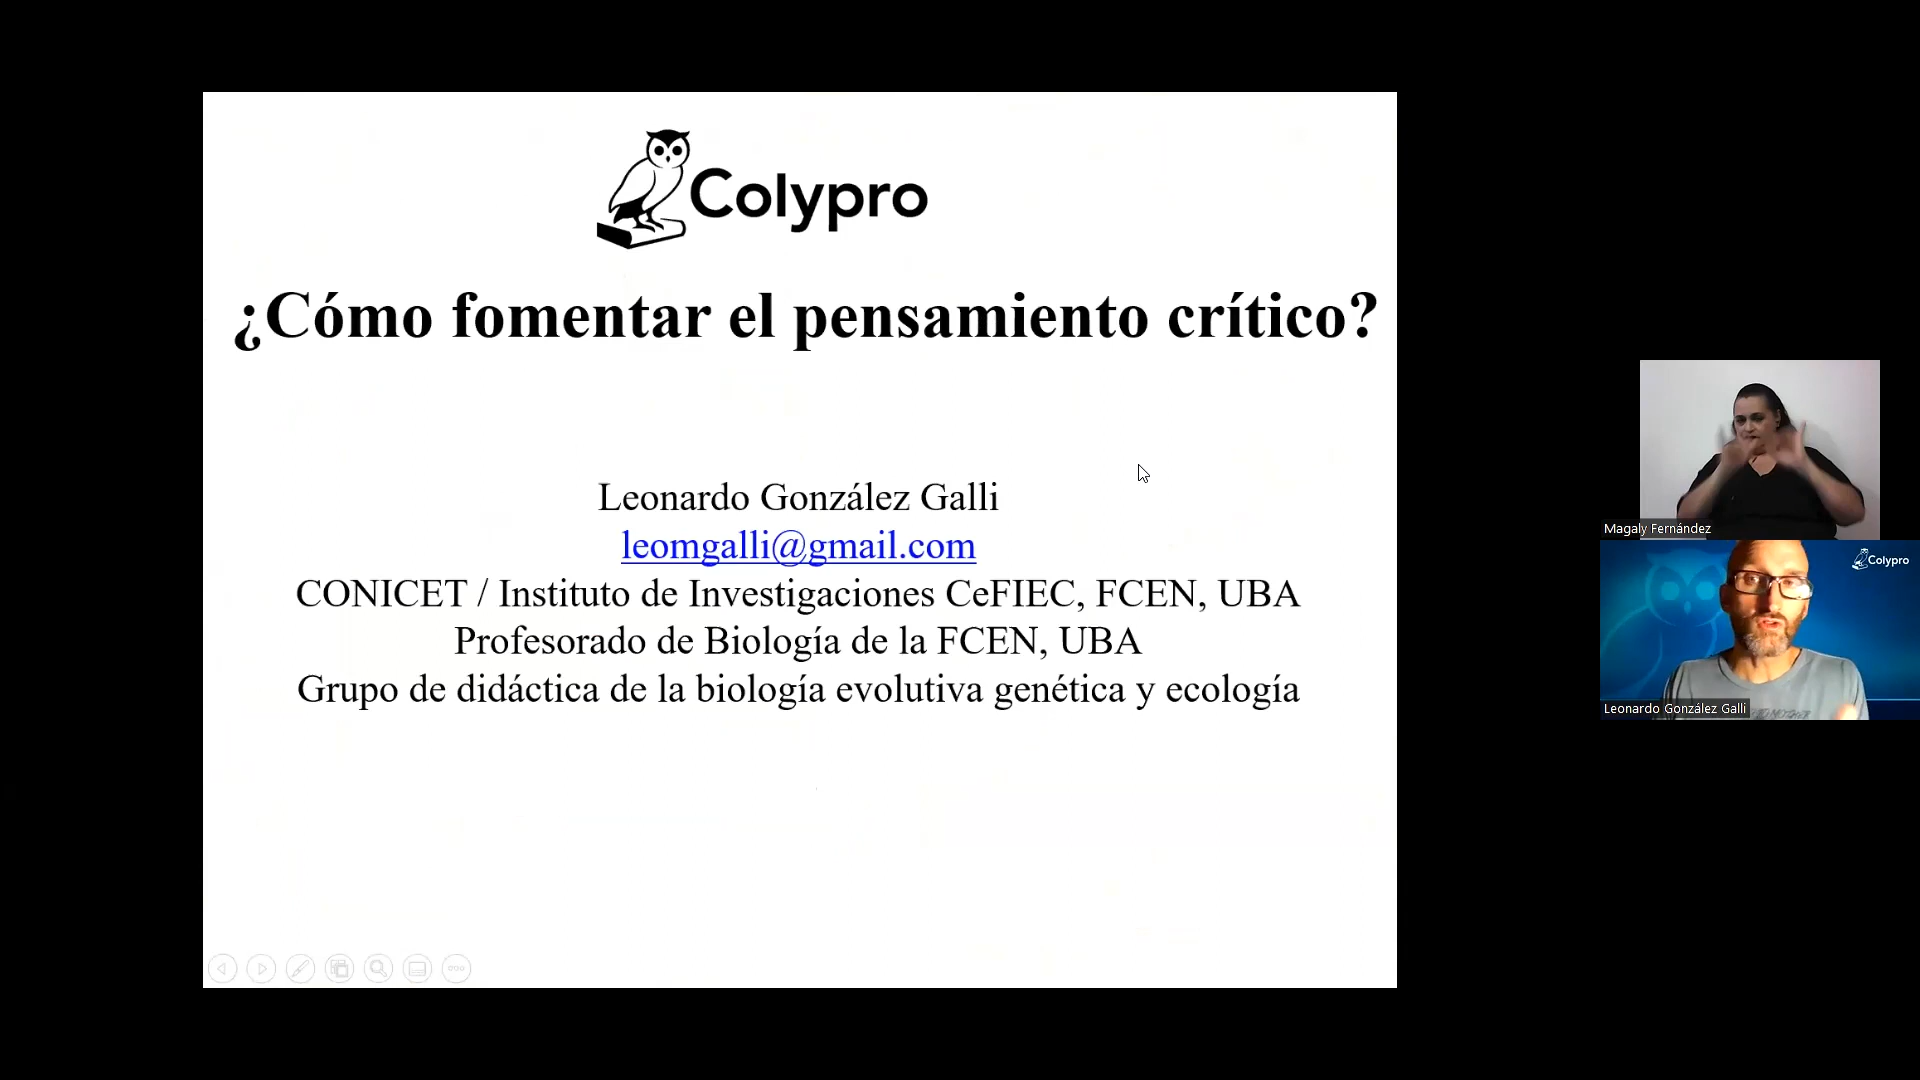 Colypro
¿Cómo fomentar el pensamiento crítico?
Leonardo González Galli
leomgalli@gmail.com
CONICET / Instituto de Investigaciones CeFIEC, FCEN, UBA
Profesorado de Biología de la FCEN, UBA
Grupo de didáctica de la biología evolutiva genética y ecología
Magaly Fernández
Colypro
Leonardo González Galli